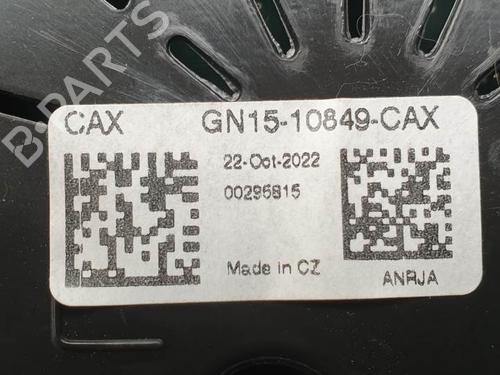 B-PARTS
CAX GN15-10849-CAX
22-Oct-2022
00296815
Made in CZ
ANRJA